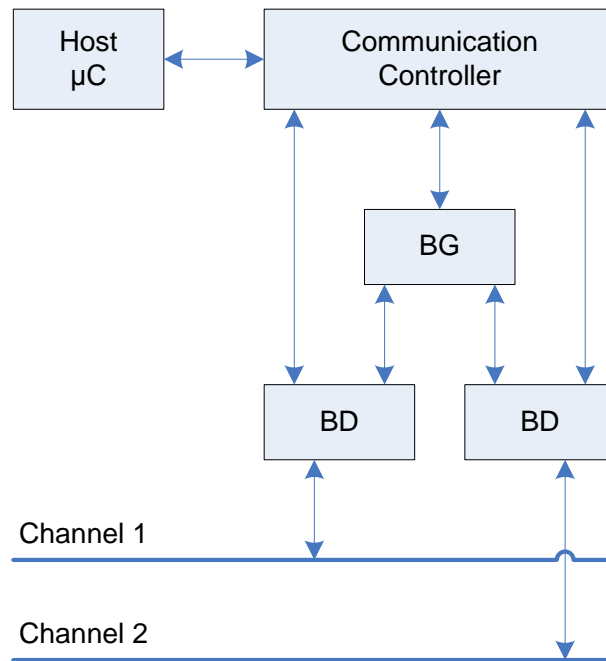 Host
µC
Communication
Controller
BG
BD
BD
Channel 1
Channel 2